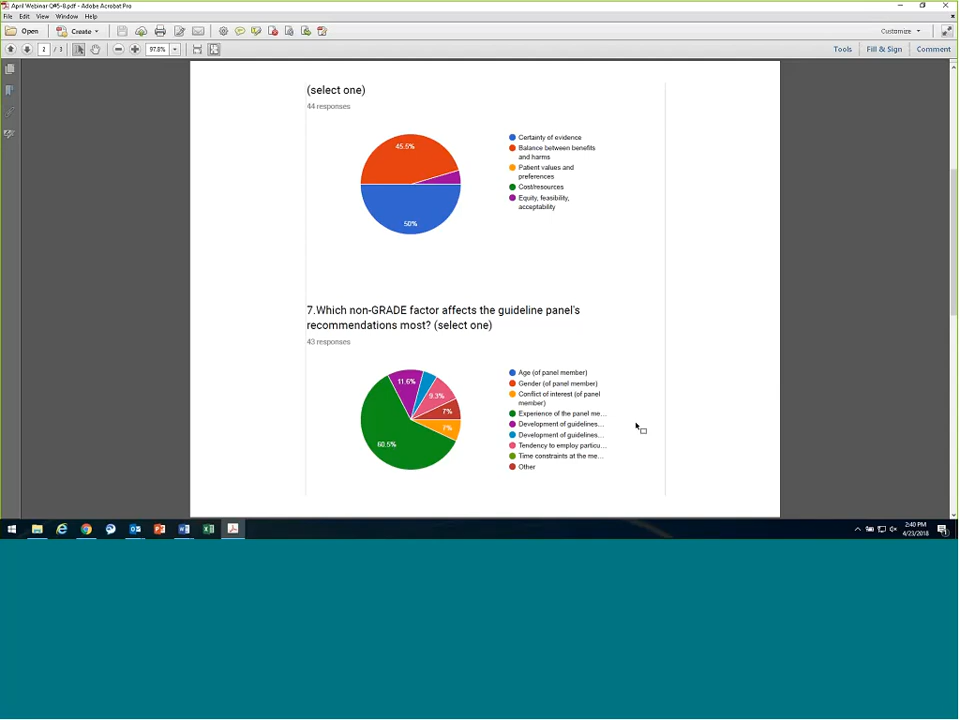 April Webinar Q#5-8.pdf - Adobe Acrobat Pro
File Edit View Window Help
Open Create
Customize
2 / 3 97.8% Tools Fill & Sign Comment
(select one)
44 responses
45.5%
50%
Certainty of evidence
Balance between benefits
and harms
Patient values and
preferences
Cost/resources
Equity, feasibility,
acceptability
7.Which non-GRADE factor affects the guideline panel's
recommendations most? (select one)
43 responses
11.6%
9.3%
7%
7%
60.5%
Age (of panel member)
Gender (of panel member)
Conflict of interest (of panel
member)
Experience of the panel me...
Development of guidelines...
Development of guidelines...
Tendency to employ particu...
Time constraints at the me...
Other
2:40 PM
4/23/2018